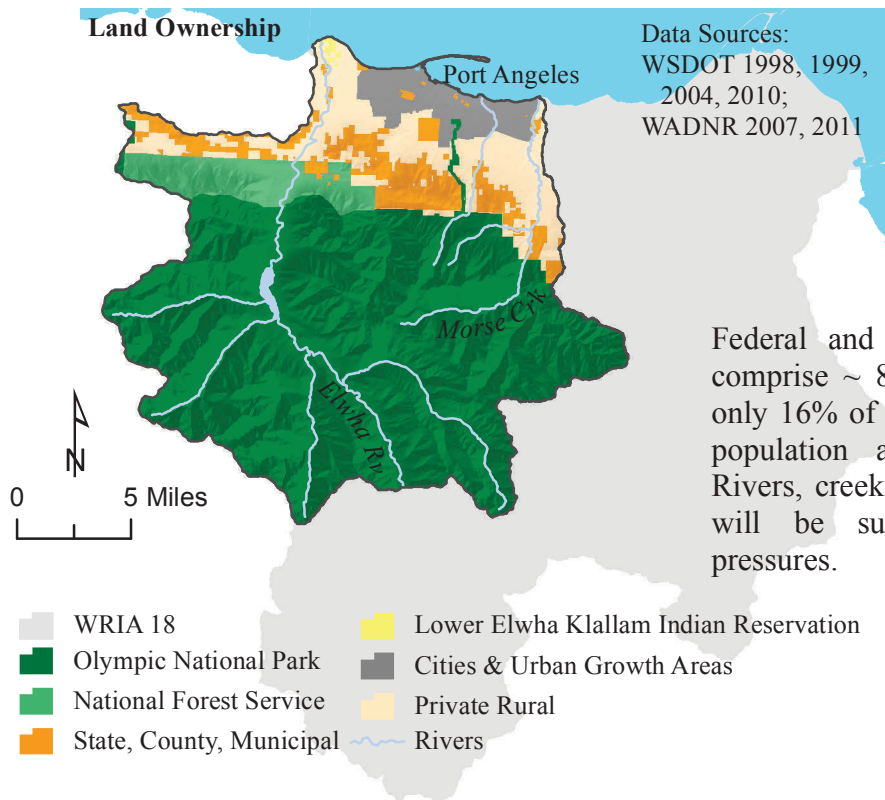 Land Ownership
Data Sources:
WSDOT 1998, 1999,
2004, 2010;
WADNR 2007, 2011
Port Angeles
Morse Crk
Elwha Rv
Federal and
comprise ~ 8
only 16% of
population a
Rivers, creek
will be su
pressures.
N
0 5 Miles
WRIA 18
Olympic National Park
National Forest Service
State, County, Municipal
Lower Elwha Klallam Indian Reservation
Cities & Urban Growth Areas
Private Rural
Rivers